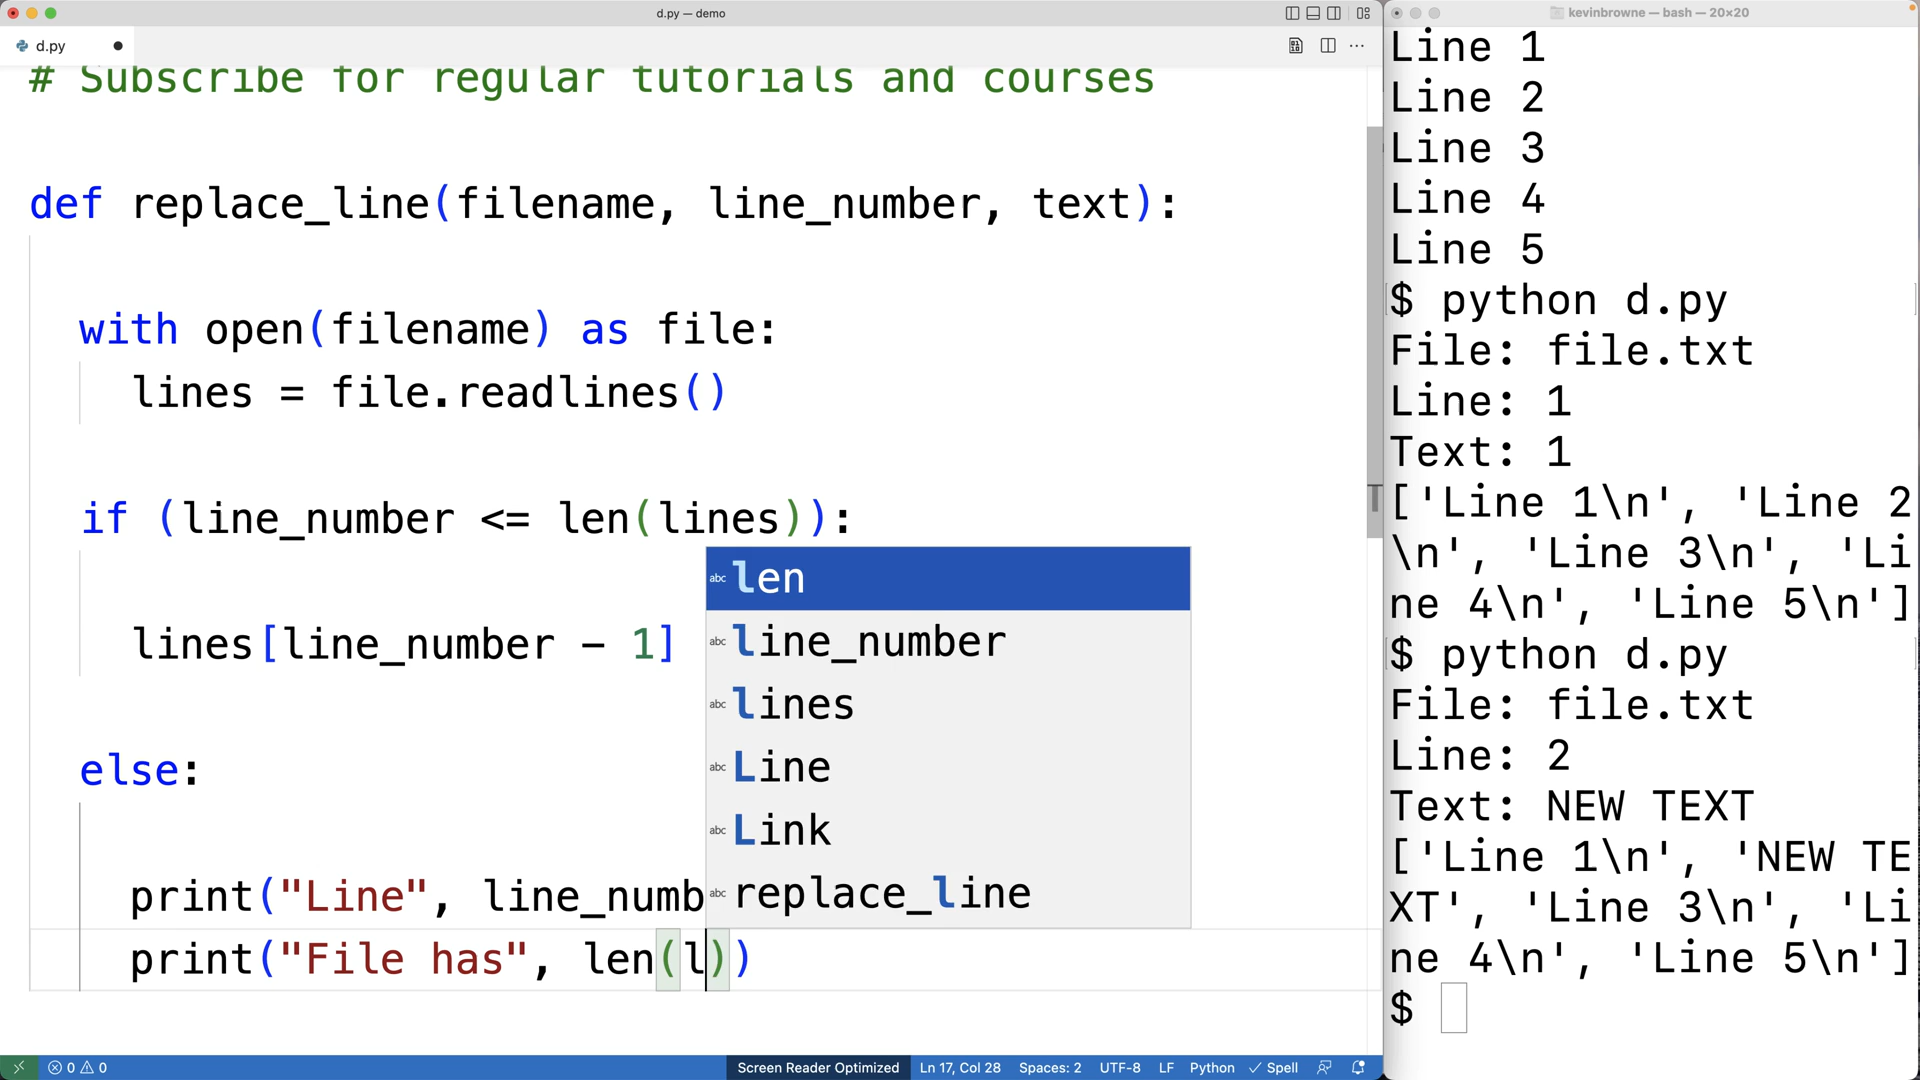 d.py — demo
d.py
# Subscribe for regular tutorials and courses
def replace_line(filename, line_number, text):
with open(filename) as file:
lines = file.readlines()
if (line_number <= len(lines)):
lines[line_number - 1]
else:
print("Line", line_numb
print("File has", len(l))
abc len
abc line_number
abc lines
abc Line
abc Link
abc replace_line
0 0
Screen Reader Optimized
Ln 17, Col 28
Spaces: 2
UTF-8
LF
Python
Spell
kevinbrowne — bash — 20×20
Line 1
Line 2
Line 3
Line 4
Line 5
$ python d.py
File: file.txt
Line: 1
Text: 1
['Line 1\n', 'Line 2
\n', 'Line 3\n', 'Li
ne 4\n', 'Line 5\n']
$ python d.py
File: file.txt
Line: 2
Text: NEW TEXT
['Line 1\n', 'NEW TE
XT', 'Line 3\n', 'Li
ne 4\n', 'Line 5\n']
$